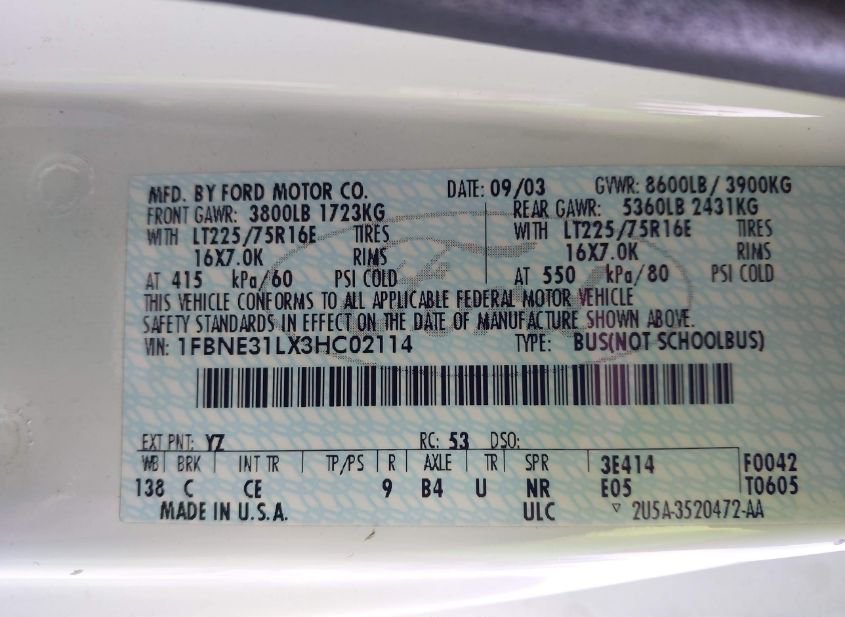 MFD. BY FORD MOTOR CO. DATE: 09/03 GVWR: 8600LB / 3900KG
FRONT GAWR: 3800LB 1723KG REAR GAWR: 5360LB 2431KG
WITH LT225/75R16E TIRES WITH LT225/75R16E TIRES
16X7.0K RIMS 16X7.0K RIMS
AT 415 kPa/60 PSI COLD AT 550 kPa/80 PSI COLD
THIS VEHICLE CONFORMS TO ALL APPLICABLE FEDERAL MOTOR VEHICLE
SAFETY STANDARDS IN EFFECT ON THE DATE OF MANUFACTURE SHOWN ABOVE.
VIN: 1FBNE31LX3HC02114 TYPE: BUS(NOT SCHOOLBUS)
EXT PNT: YZ RC: 53 DSO:
WB BRK INT TR TP/PS R AXLE TR SPR 3E414 F0042
138 C CE 9 B4 U NR E05 T0605
MADE IN U.S.A. ULC ▽ 2U5A-3520472-AA